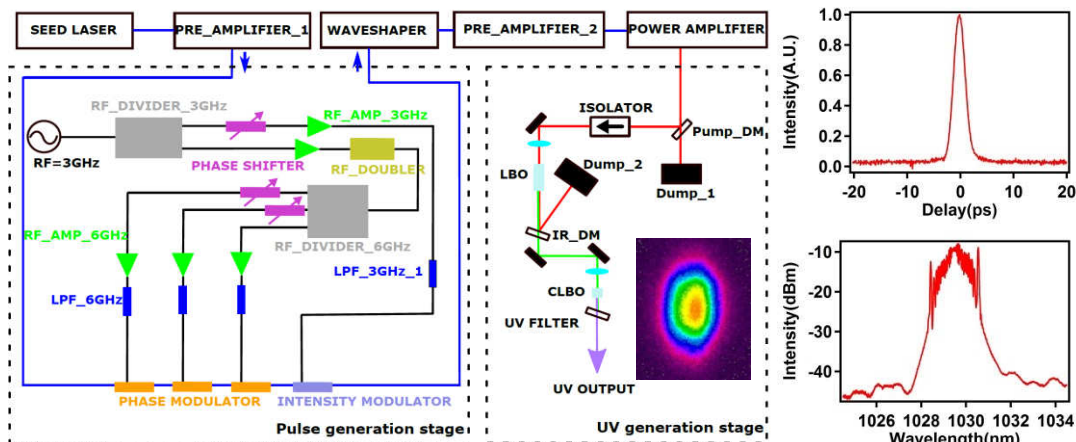 SEED LASER
PRE_AMPLIFIER_1
WAVESHAPER
PRE_AMPLIFIER_2
POWER AMPLIFIER
RF_DIVIDER_3GHz
RF_AMP_3GHz
RF=3GHz
PHASE SHIFTER
RF_DOUBLER
RF_AMP_6GHz
RF_DIVIDER_6GHz
LPF_3GHz_1
LPF_6GHz
PHASE MODULATOR
INTENSITY MODULATOR
Pulse generation stage
ISOLATOR
Pump_DM
Dump_2
LBO
Dump_1
IR_DM
CLBO
UV FILTER
UV OUTPUT
UV generation stage
Intensity(A.U.)
1.0
0.8
0.6
0.4
0.2
0.0
-20 -10 0 10 20
Delay(ps)
Intensity(dBm)
-10
-20
-30
-40
1026 1028 1030 1032 1034
Wavelength(nm)